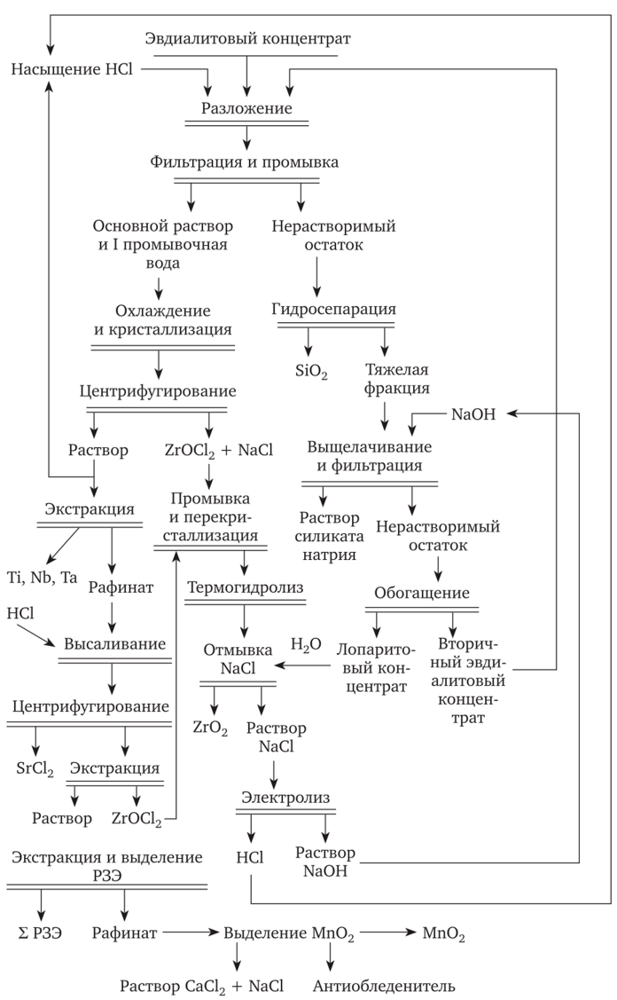 Эвдиалитовый концентрат
Насыщение HCl
Разложение
Фильтрация и промывка
Основной раствор
и I промывочная
вода
Нерастворимый
остаток
Охлаждение
и кристаллизация
Гидросепарация
SiO₂
Тяжелая
фракция
Центрифугирование
NaOH
Раствор
ZrOCl₂ + NaCl
Выщелачивание
и фильтрация
Экстракция
Промывка
и перекри-
сталлизация
Раствор
силиката
натрия
Нерастворимый
остаток
Ti, Nb, Ta
Рафинат
Термогидролиз
Обогащение
HCl
Высаливание
Отмывка
NaCl
H₂O
Лопарито-
вый кон-
центрат
Вторич-
ный эвди-
алитовый
концен-
трат
Центрифугирование
ZrO₂
Раствор
NaCl
SrCl₂
Экстракция
Электролиз
Раствор
ZrOCl₂
HCl
Раствор
NaOH
Экстракция и выделение
РЗЭ
Σ РЗЭ
Рафинат
Выделение MnO₂
MnO₂
Раствор CaCl₂ + NaCl
Антиобледенитель